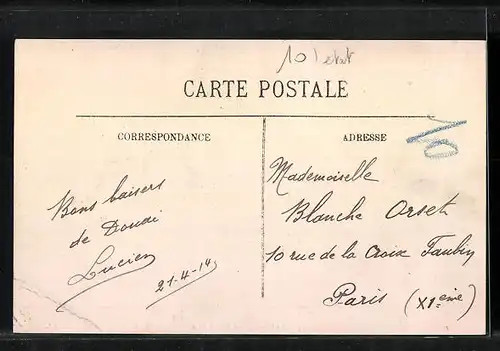 10 / etat
CARTE POSTALE
CORRESPONDANCE
ADRESSE
10
Mademoiselle
Blanche Orset
10 rue de la Croix Faubin
Paris (XIème)
Bons baisers
de Douai
Lucien
21-4-14